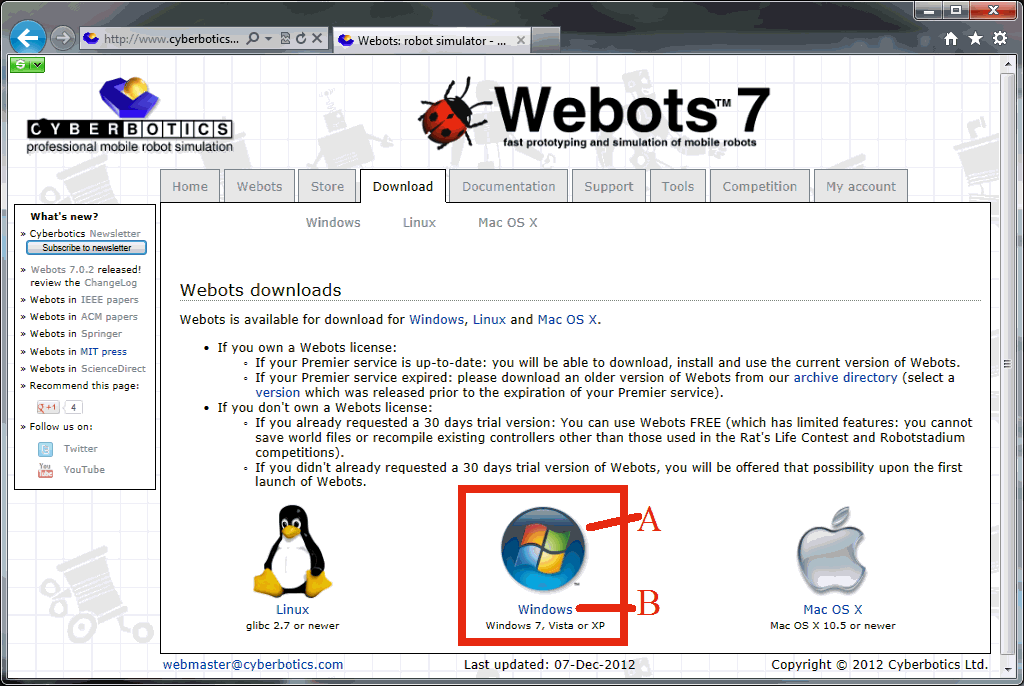 http://www.cyberbotics...
Webots: robot simulator - ...
S
CYBERBOTICS
professional mobile robot simulation
Webots™ 7
fast prototyping and simulation of mobile robots
Home Webots Store Download Documentation Support Tools Competition My account
Windows Linux Mac OS X
What's new?
» Cyberbotics Newsletter
Subscribe to newsletter
» Webots 7.0.2 released!
review the ChangeLog
» Webots in IEEE papers
» Webots in ACM papers
» Webots in Springer
» Webots in MIT press
» Webots in ScienceDirect
» Recommend this page:
g +1 4
» Follow us on:
Twitter
You
YouTube
Webots downloads
Webots is available for download for Windows, Linux and Mac OS X.
• If you own a Webots license:
◦ If your Premier service is up-to-date: you will be able to download, install and use the current version of Webots.
◦ If your Premier service expired: please download an older version of Webots from our archive directory (select a
version which was released prior to the expiration of your Premier service).
• If you don't own a Webots license:
◦ If you already requested a 30 days trial version: You can use Webots FREE (which has limited features: you cannot
save world files or recompile existing controllers other than those used in the Rat's Life Contest and Robotstadium
competitions).
◦ If you didn't already requested a 30 days trial version of Webots, you will be offered that possibility upon the first
launch of Webots.
A
™
B
Linux Windows Mac OS X
glibc 2.7 or newer Windows 7, Vista or XP Mac OS X 10.5 or newer
webmaster@cyberbotics.com Last updated: 07-Dec-2012 Copyright © 2012 Cyberbotics Ltd.